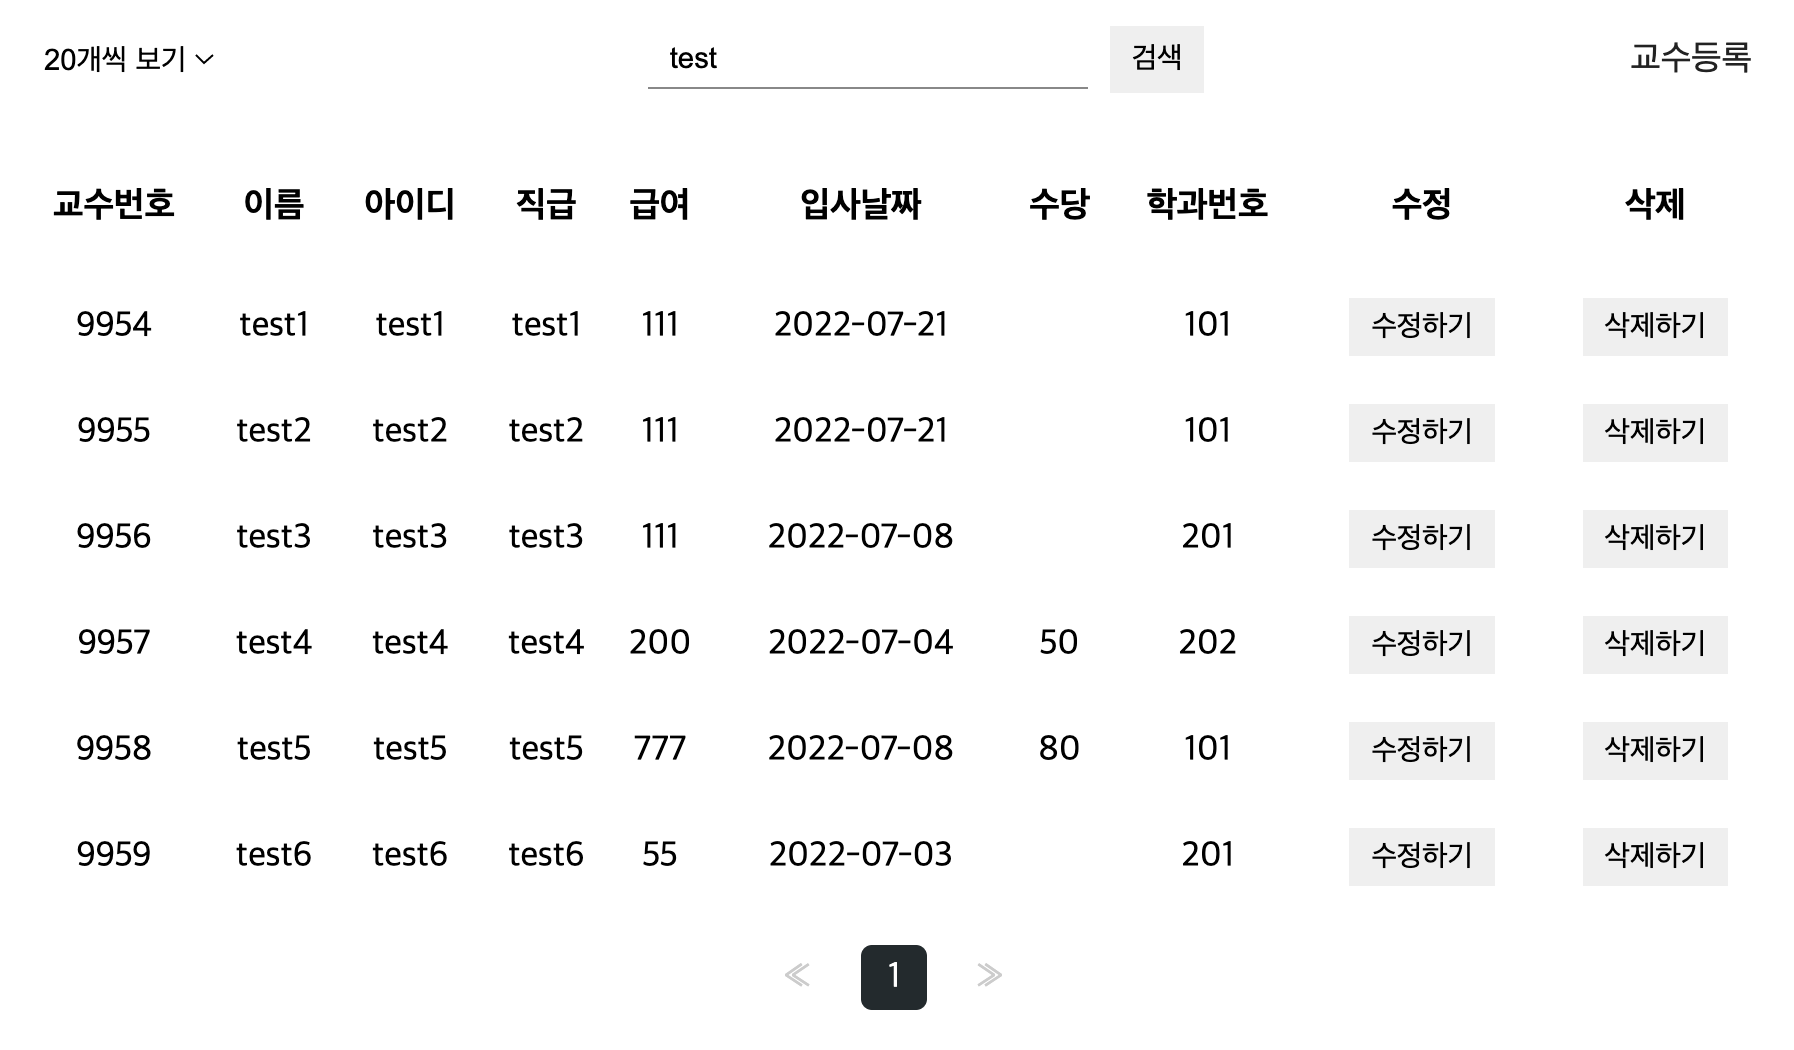 20개씩 보기 test 검색 교수등록
교수번호 이름 아이디 직급 급여 입사날짜 수당 학과번호 수정 삭제
9954 test1 test1 test1 111 2022-07-21 101 수정하기 삭제하기
9955 test2 test2 test2 111 2022-07-21 101 수정하기 삭제하기
9956 test3 test3 test3 111 2022-07-08 201 수정하기 삭제하기
9957 test4 test4 test4 200 2022-07-04 50 202 수정하기 삭제하기
9958 test5 test5 test5 777 2022-07-08 80 101 수정하기 삭제하기
9959 test6 test6 test6 55 2022-07-03 201 수정하기 삭제하기
≪ 1 ≫